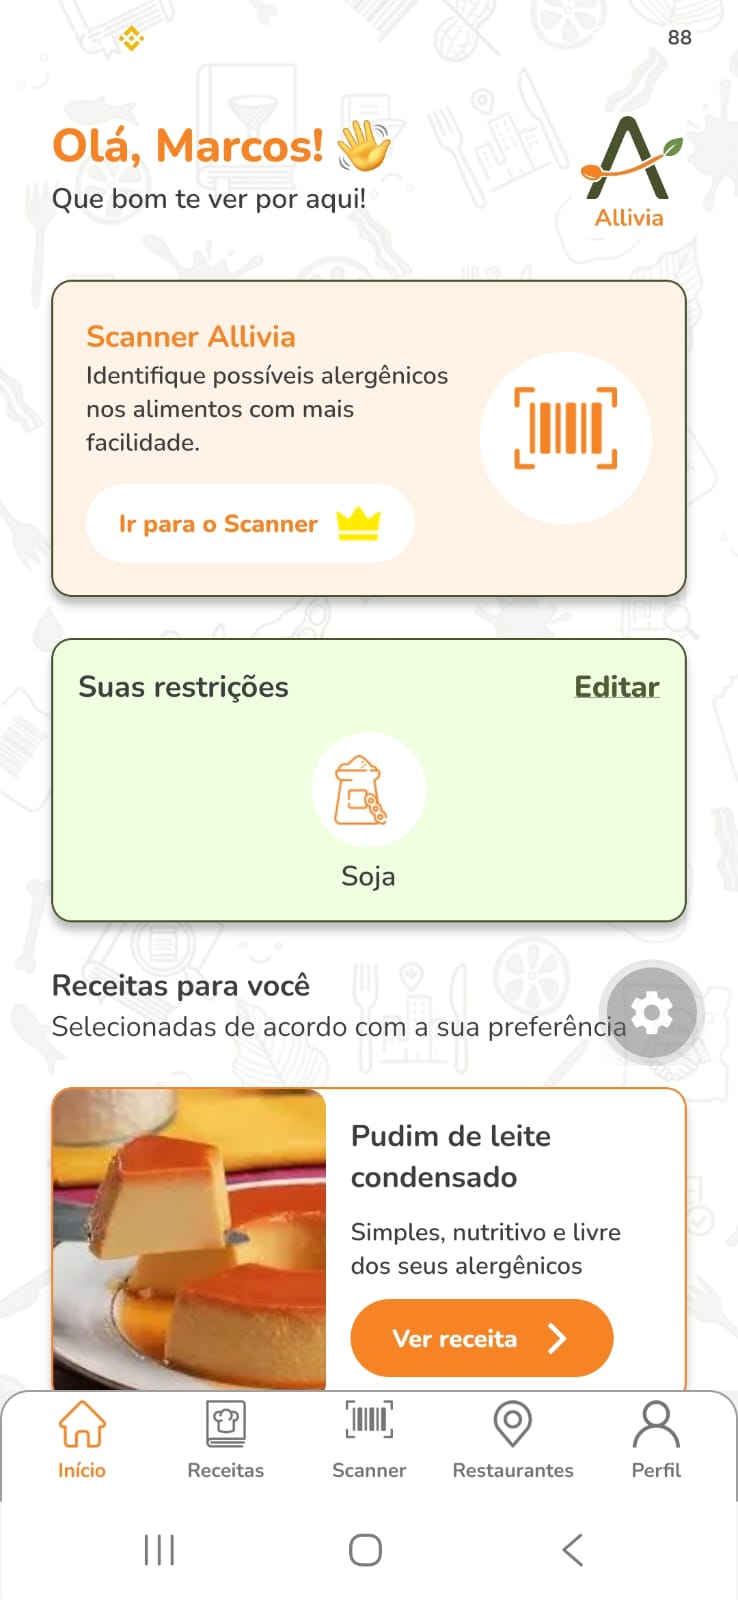 88
Olá, Marcos! 👋
Que bom te ver por aqui!
Allivia
Scanner Allivia
Identifique possíveis alergênicos
nos alimentos com mais
facilidade.
Ir para o Scanner
Suas restrições
Editar
Soja
Receitas para você
Selecionadas de acordo com a sua preferência
Pudim de leite
condensado
Simples, nutritivo e livre
dos seus alergênicos
Ver receita
Início
Receitas
Scanner
Restaurantes
Perfil